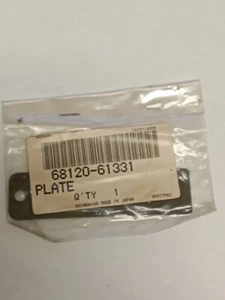 68120-61331
PLATE
Q'TY 1
MADE IN JAPAN